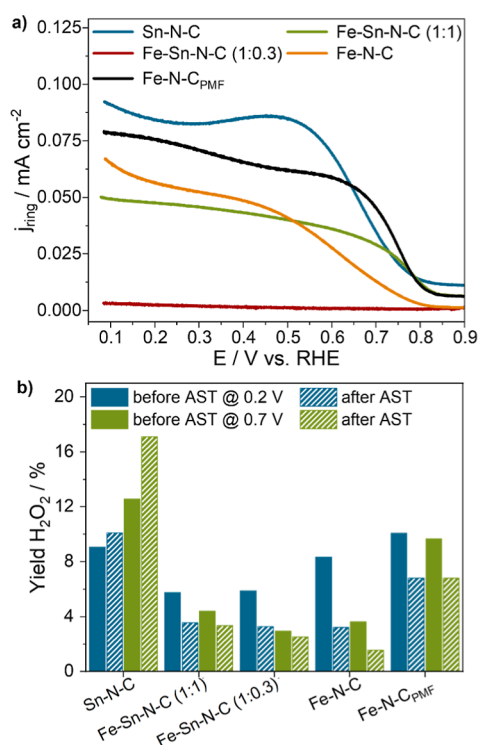 a)
Sn-N-C
Fe-Sn-N-C (1:1)
Fe-Sn-N-C (1:0.3)
Fe-N-C
Fe-N-C_PMF
0.125
0.100
0.075
0.050
0.025
0.000
j_ring / mA cm⁻²
0.1 0.2 0.3 0.4 0.5 0.6 0.7 0.8 0.9
E / V vs. RHE
b)
before AST @ 0.2 V
after AST
before AST @ 0.7 V
after AST
20
16
12
8
4
0
Yield H₂O₂ / %
Sn-N-C
Fe-Sn-N-C (1:1)
Fe-Sn-N-C (1:0.3)
Fe-N-C
Fe-N-C_PMF